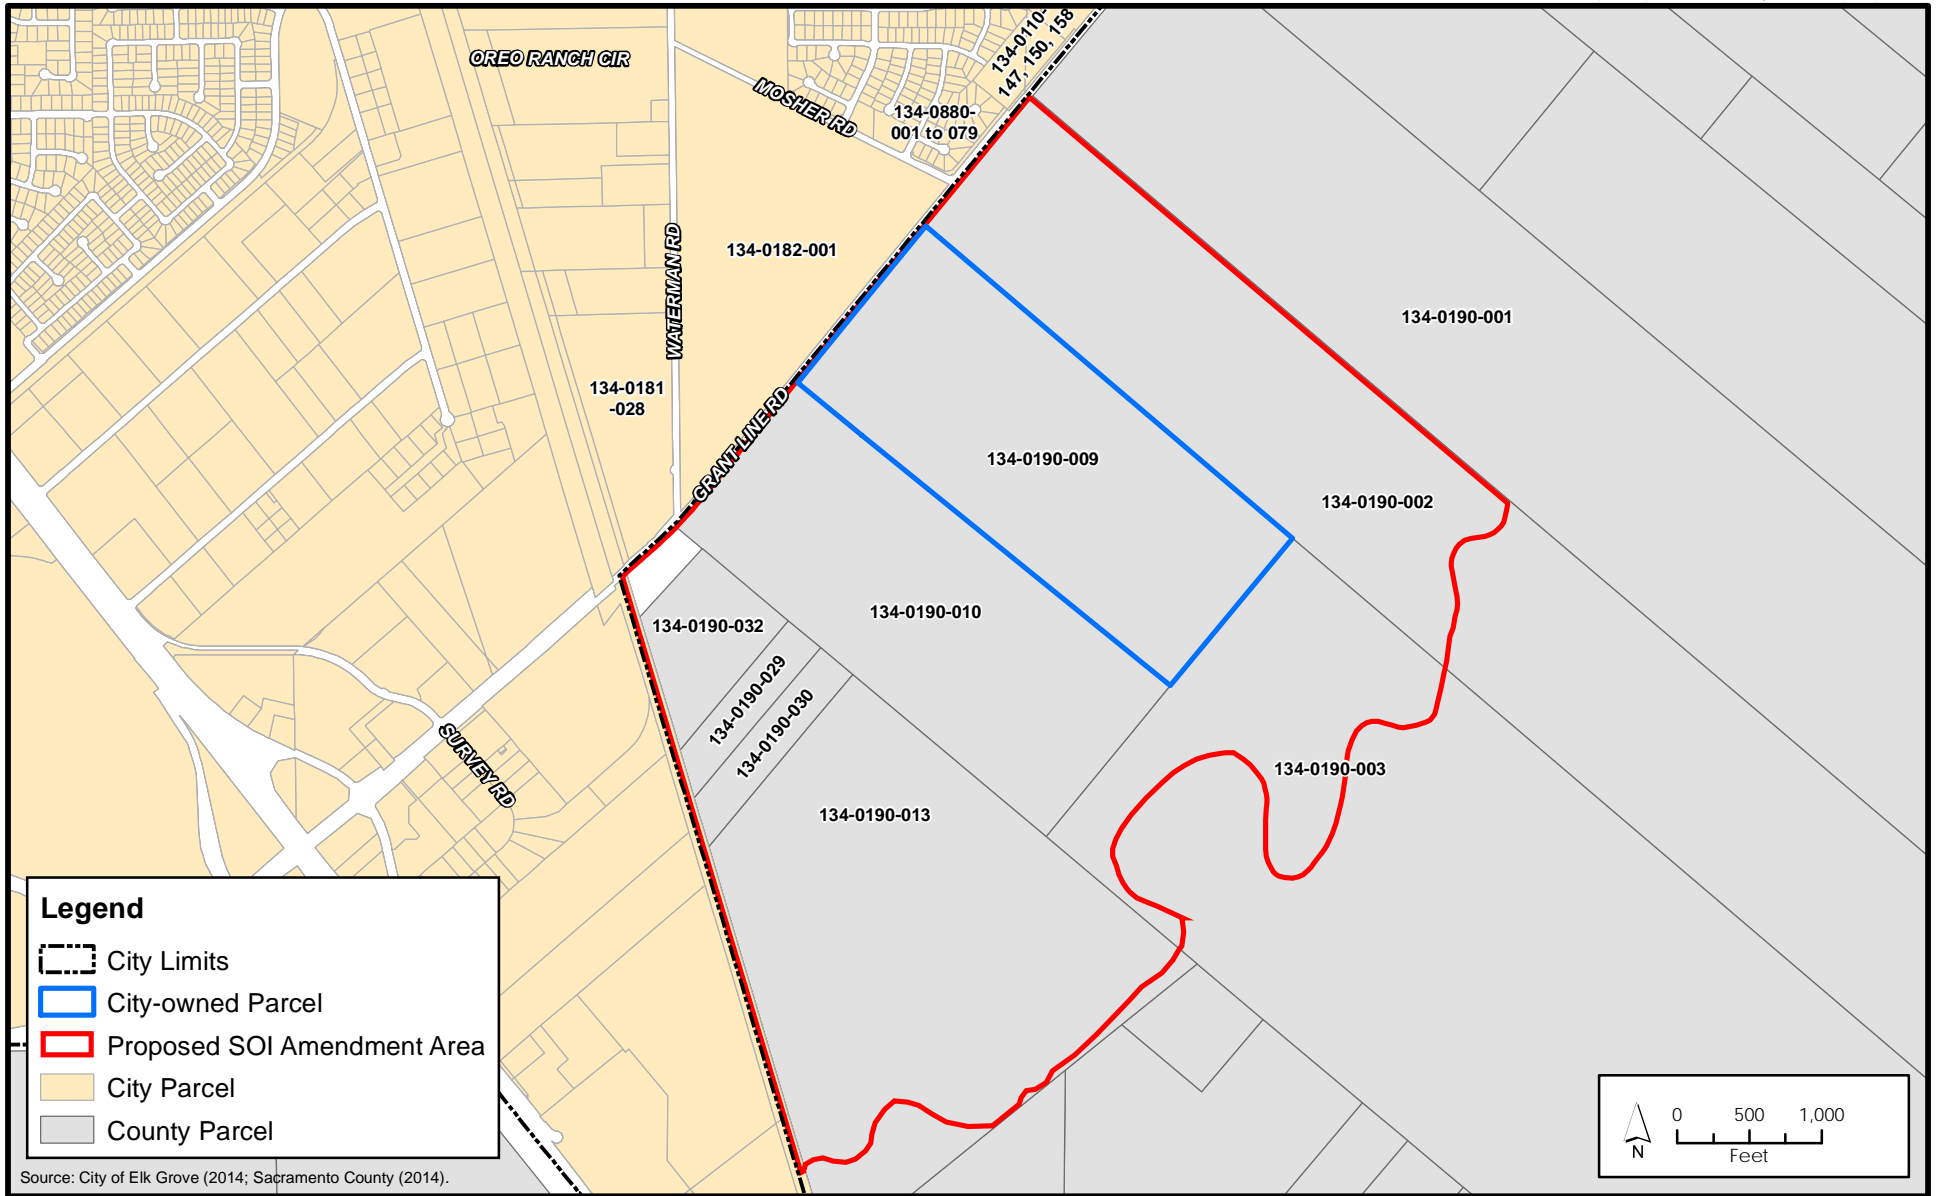 OREO RANCH CIR
MOSHER RD
134-0110-
147, 150, 158
134-0880-
001 to 079
WATERMAN RD
134-0182-001
134-0190-001
134-0181
-028
GRANT LINE RD
134-0190-009
134-0190-002
134-0190-010
134-0190-032
134-0190-029
134-0190-030
134-0190-003
134-0190-013
SURVEY RD
Legend
City Limits
City-owned Parcel
Proposed SOI Amendment Area
City Parcel
County Parcel
Source: City of Elk Grove (2014; Sacramento County (2014).
0 500 1,000
Feet
N